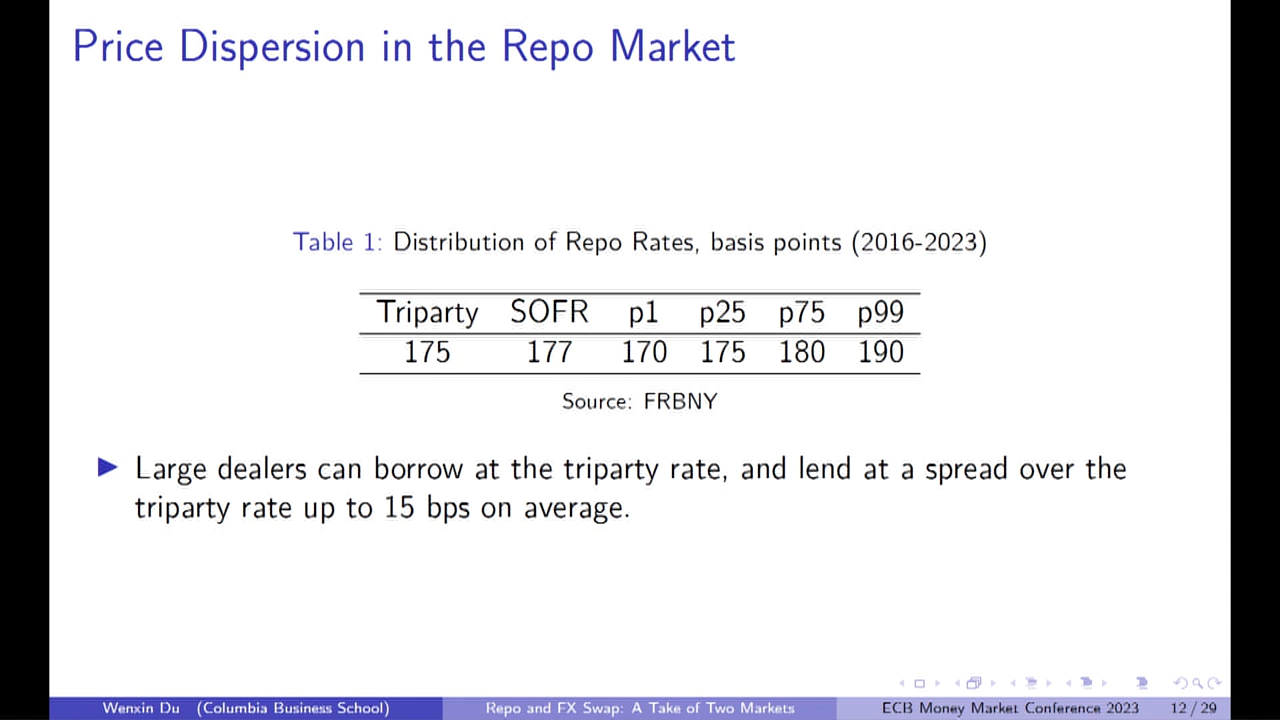 Price Dispersion in the Repo Market
Table 1: Distribution of Repo Rates, basis points (2016-2023)
Triparty SOFR p1 p25 p75 p99
175 177 170 175 180 190
Source: FRBNY
Large dealers can borrow at the triparty rate, and lend at a spread over the
triparty rate up to 15 bps on average.
Wenxin Du (Columbia Business School) Repo and FX Swap: A Take of Two Markets ECB Money Market Conference 2023 12 / 29